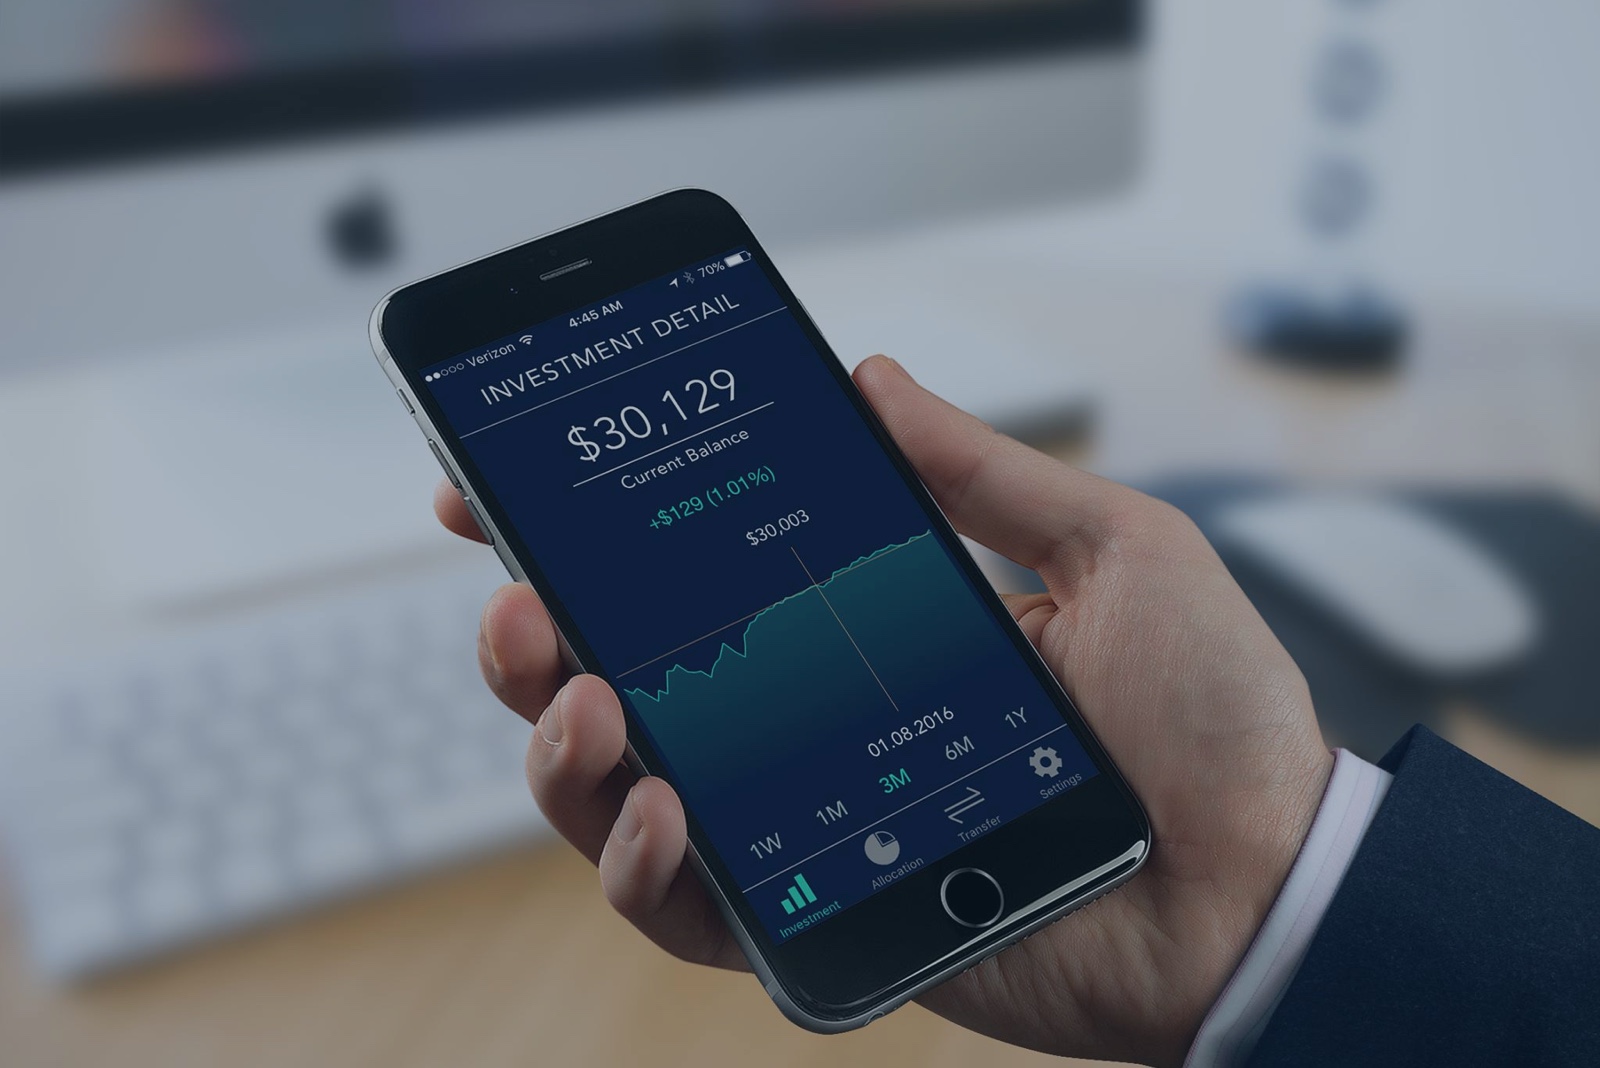 Verizon 4:45 AM 70%
INVESTMENT DETAIL
$30,129
Current Balance
+$129 (1.01%)
$30,003
01.08.2016
1W 1M 3M 6M 1Y
Investment Allocation Transfer Settings